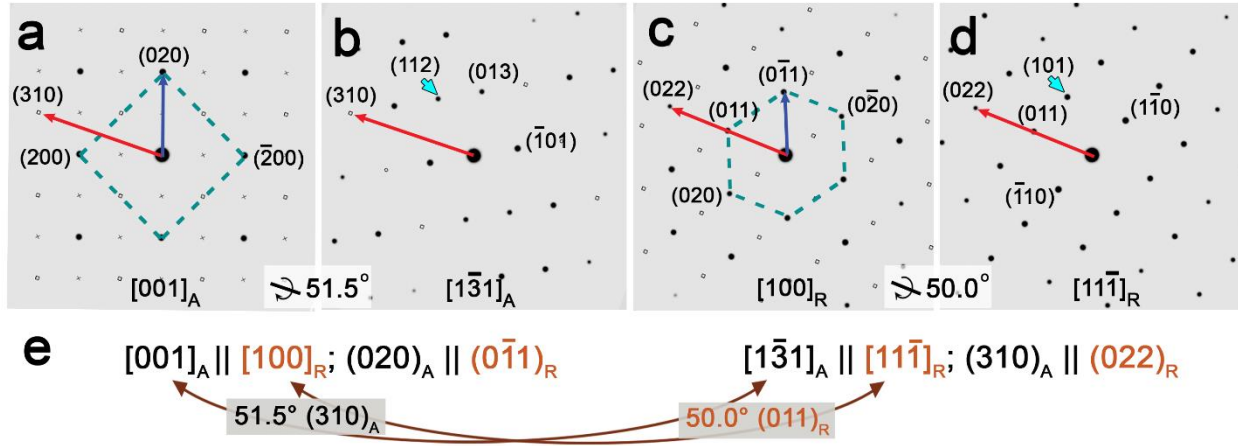 a
(020)
(310)
(200)
(2̄00)
[001]A
51.5°
b
(112)
(013)
(310)
(1̄01)
[13̄1]A
c
(01̄1)
(022)
(011)
(02̄0)
(020)
[100]R
50.0°
d
(101)
(022)
(011)
(11̄0)
(1̄10)
[111̄]R
e
[001]A || [100]R; (020)A || (01̄1)R
[13̄1]A || [111̄]R; (310)A || (022)R
51.5° (310)A
50.0° (011)R